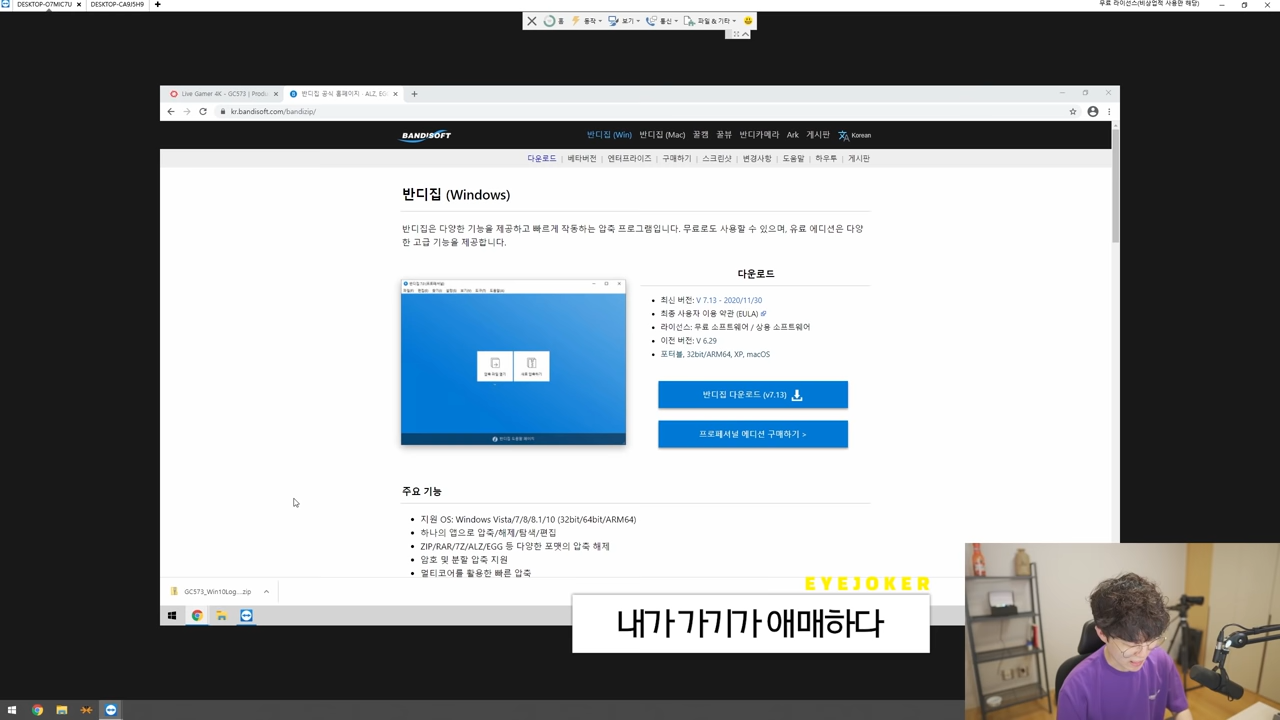 DESKTOP-O7MIC7U
DESKTOP-CA9J5H9
무료 라이선스(비상업적 사용만 해당)
홈
동작
보기
통신
파일 & 기타
Live Gamer 4K - GC573 | Produ
반디집 공식 홈페이지 - ALZ, EG
kr.bandisoft.com/bandizip/
BANDISOFT
반디집 (Win) 반디집 (Mac) 꿀캠 꿀뷰 반디카메라 Ark 게시판 Korean
다운로드 | 베타버전 | 엔터프라이즈 | 구매하기 | 스크린샷 | 변경사항 | 도움말 | 하우투 | 게시판
반디집 (Windows)
반디집은 다양한 기능을 제공하고 빠르게 작동하는 압축 프로그램입니다. 무료로도 사용할 수 있으며, 유료 에디션은 다양
한 고급 기능을 제공합니다.
다운로드
최신 버전: V 7.13 - 2020/11/30
최종 사용자 이용 약관 (EULA)
라이선스: 무료 소프트웨어 / 상용 소프트웨어
이전 버전: V 6.29
포터블, 32bit/ARM64, XP, macOS
반디집 다운로드 (v7.13)
프로페셔널 에디션 구매하기 >
주요 기능
지원 OS: Windows Vista/7/8/8.1/10 (32bit/64bit/ARM64)
하나의 앱으로 압축/해제/탐색/편집
ZIP/RAR/7Z/ALZ/EGG 등 다양한 포맷의 압축 해제
암호 및 분할 압축 지원
멀티코어를 활용한 빠른 압축
GC573_Win10Log....zip
EYEJOKER
내가 가기가 애매하다